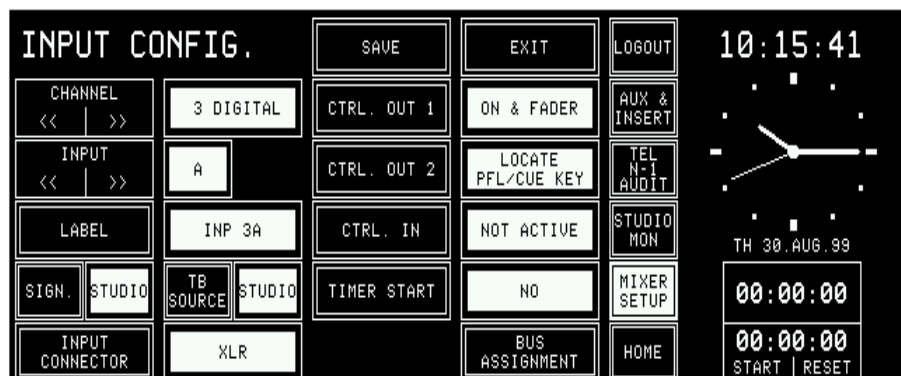 INPUT CONFIG.
SAVE
EXIT
LOGOUT
10:15:41
CHANNEL
<< | >>
3 DIGITAL
CTRL. OUT 1
ON & FADER
AUX &
INSERT
INPUT
<< | >>
A
CTRL. OUT 2
LOCATE
PFL/CUE KEY
TEL
N-1
AUDIT
LABEL
INP 3A
CTRL. IN
NOT ACTIVE
STUDIO
MON
TH 30.AUG.99
SIGN.
STUDIO
TB
SOURCE
STUDIO
TIMER START
NO
MIXER
SETUP
00:00:00
INPUT
CONNECTOR
XLR
BUS
ASSIGNMENT
HOME
00:00:00
START | RESET